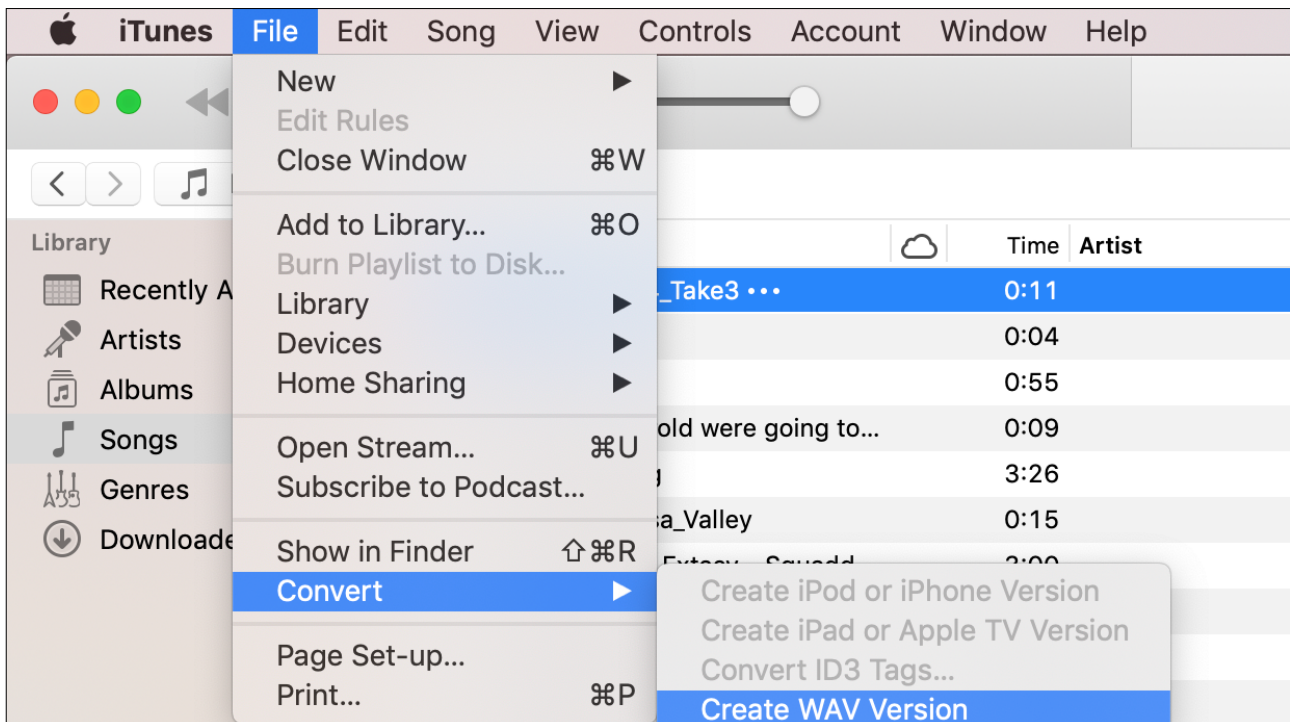 iTunes File Edit Song View Controls Account Window Help
New
Edit Rules
Close Window ⌘W
Add to Library... ⌘O
Burn Playlist to Disk...
Library
Devices
Home Sharing
Open Stream... ⌘U
Subscribe to Podcast...
Show in Finder ⇧⌘R
Convert
Page Set-up...
Print... ⌘P
Create iPod or iPhone Version
Create iPad or Apple TV Version
Convert ID3 Tags...
Create WAV Version
Library
Recently A
Artists
Albums
Songs
Genres
Downloade
Time Artist
_Take3 ••• 0:11
0:04
0:55
old were going to... 0:09
3:26
sa_Valley 0:15